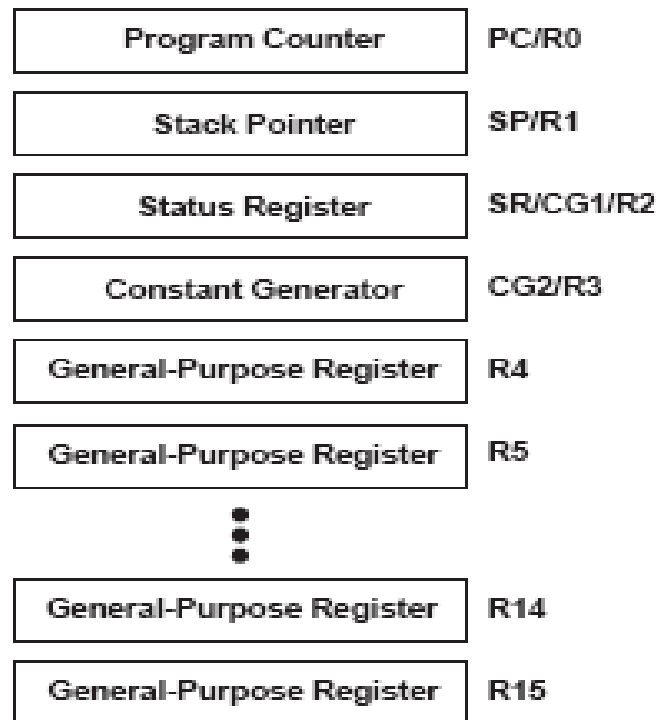 Program Counter PC/R0
Stack Pointer SP/R1
Status Register SR/CG1/R2
Constant Generator CG2/R3
General-Purpose Register R4
General-Purpose Register R5
General-Purpose Register R14
General-Purpose Register R15